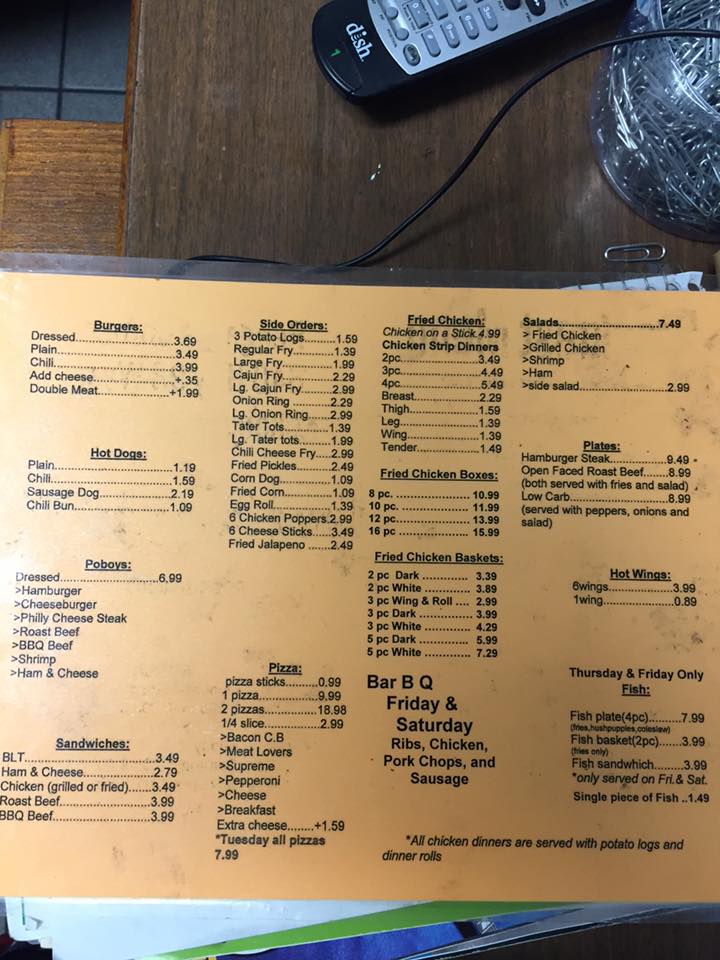 dish
1
Burgers:
Dressed....................3.69
Plain.........................3.49
Chili..........................3.99
Add cheese...............+.35
Double Meat.............+1.99
Hot Dogs:
Plain..........................1.19
Chili...........................1.59
Sausage Dog............2.19
Chili Bun...................1.09
Poboys:
Dressed......................6.99
>Hamburger
>Cheeseburger
>Philly Cheese Steak
>Roast Beef
>BBQ Beef
>Shrimp
>Ham & Cheese
Sandwiches:
BLT............................3.49
Ham & Cheese...........2.79
Chicken (grilled or fried)......3.49
Roast Beef.................3.99
BBQ Beef..................3.99
Side Orders:
3 Potato Logs.........1.59
Regular Fry............1.39
Large Fry...............1.99
Cajun Fry...............2.29
Lg. Cajun Fry.........2.99
Onion Ring ............2.29
Lg. Onion Ring.......2.99
Tater Tots..............1.39
Lg. Tater tots.........1.99
Chili Cheese Fry....2.99
Fried Pickles.........2.49
Corn Dog..............1.09
Fried Corn.............1.09
Egg Roll................1.39
6 Chicken Poppers.2.99
6 Cheese Sticks.....3.49
Fried Jalapeno .......2.49
Pizza:
pizza sticks..........0.99
1 pizza.................9.99
2 pizzas...............18.98
1/4 slice...............2.99
>Bacon C.B
>Meat Lovers
>Supreme
>Pepperoni
>Cheese
>Breakfast
Extra cheese........+1.59
*Tuesday all pizzas
7.99
Fried Chicken:
Chicken on a Stick.4.99
Chicken Strip Dinners
2pc.....................3.49
3pc.....................4.49
4pc.....................5.49
Breast................2.29
Thigh.................1.59
Leg....................1.39
Wing..................1.39
Tender...............1.49
Fried Chicken Boxes:
8 pc. ..................... 10.99
10 pc. .................... 11.99
12 pc. .................... 13.99
16 pc. .................... 15.99
Fried Chicken Baskets:
2 pc Dark .............. 3.39
2 pc White ............. 3.89
3 pc Wing & Roll .... 2.99
3 pc Dark .............. 3.99
3 pc White ............. 4.29
5 pc Dark .............. 5.99
5 pc White ............. 7.29
Bar B Q
Friday &
Saturday
Ribs, Chicken,
Pork Chops, and
Sausage
Salads.........................7.49
> Fried Chicken
>Grilled Chicken
>Shrimp
>Ham
>side salad......................2.99
Plates:
Hamburger Steak..............9.49
Open Faced Roast Beef.......8.99
(both served with fries and salad)
Low Carb.........................8.99
(served with peppers, onions and
salad)
Hot Wings:
6wings..................3.99
1wing...................0.89
Thursday & Friday Only
Fish:
Fish plate(4pc)..........7.99
(fries,hushpuppies,coleslaw)
Fish basket(2pc)........3.99
(fries only)
Fish sandwhich.........3.99
*only served on Fri.& Sat.
Single piece of Fish ..1.49
*All chicken dinners are served with potato logs and
dinner rolls